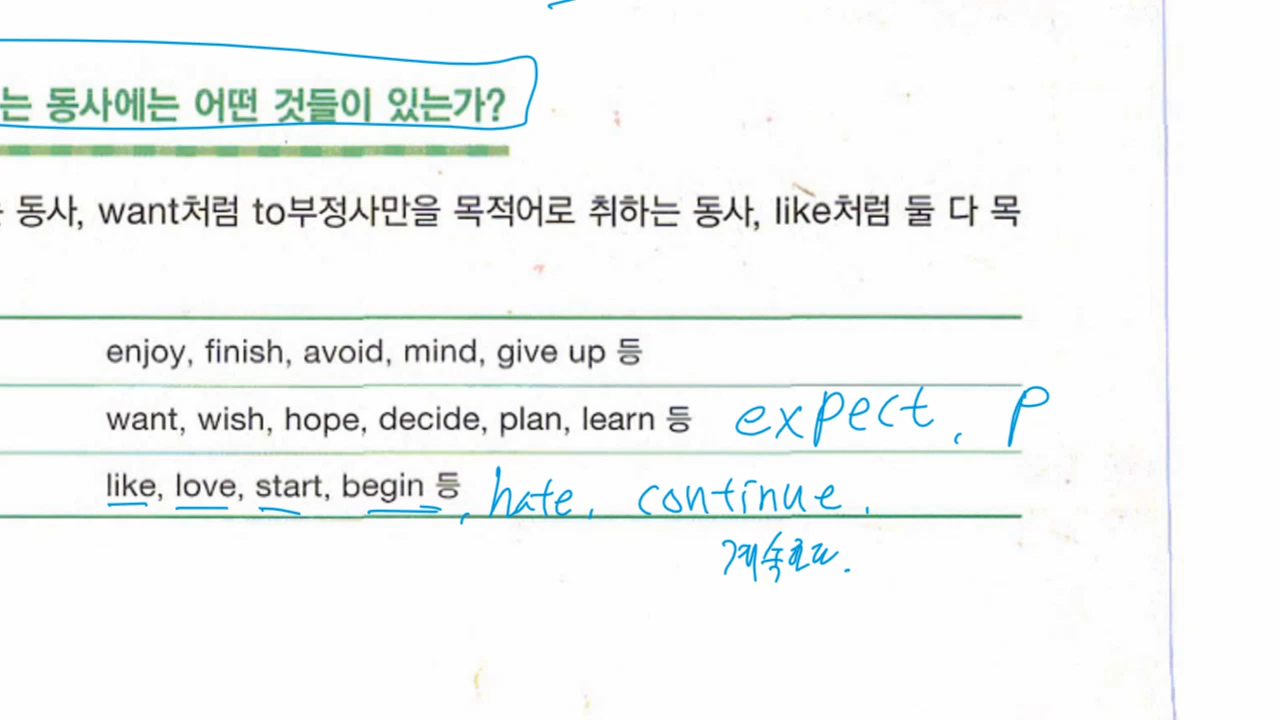 는 동사에는 어떤 것들이 있는가?
동사, want처럼 to부정사만을 목적어로 취하는 동사, like처럼 둘 다 목
enjoy, finish, avoid, mind, give up 등
want, wish, hope, decide, plan, learn 등 expect, p
like, love, start, begin 등, hate, continue,
계속하다.